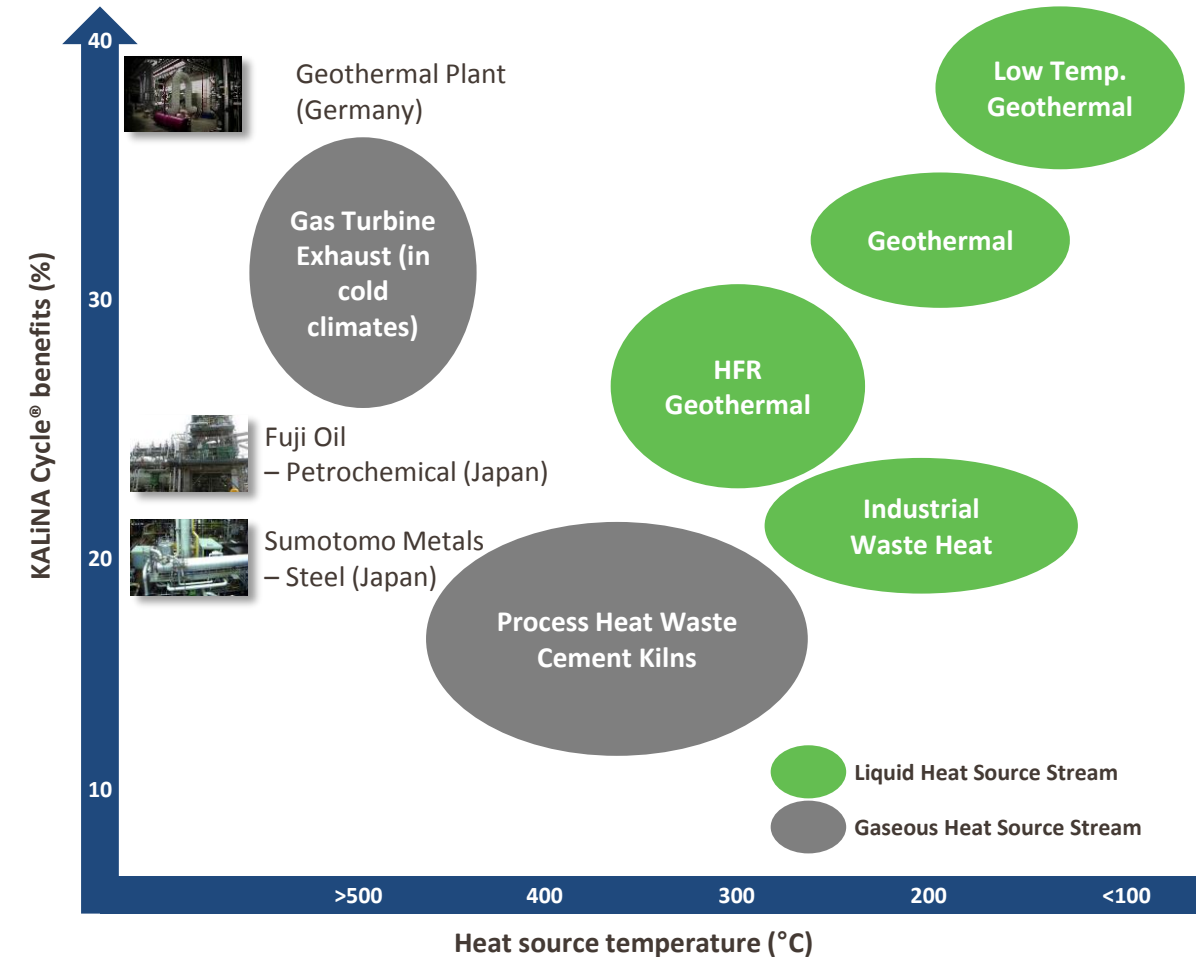 KALiNA Cycle® benefits (%)
40
30
20
10
Geothermal Plant
(Germany)
Low Temp.
Geothermal
Gas Turbine
Exhaust (in
cold
climates)
Geothermal
HFR
Geothermal
Fuji Oil
– Petrochemical (Japan)
Industrial
Waste Heat
Sumotomo Metals
– Steel (Japan)
Process Heat Waste
Cement Kilns
Liquid Heat Source Stream
Gaseous Heat Source Stream
>500
400
300
200
<100
Heat source temperature (°C)